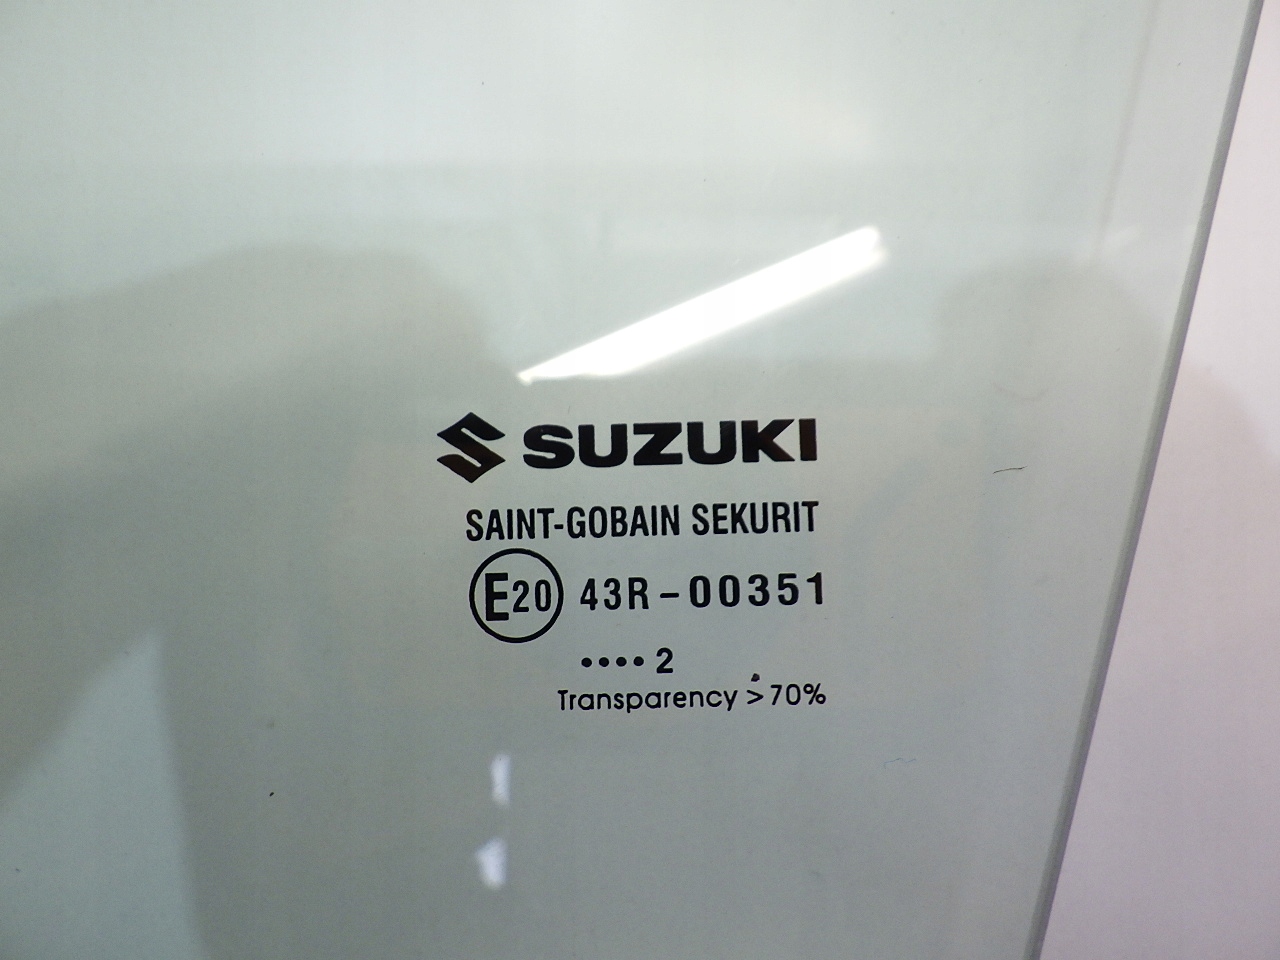 SUZUKI
SAINT-GOBAIN SEKURIT
E20 43R-00351
•••• 2
Transparency > 70%